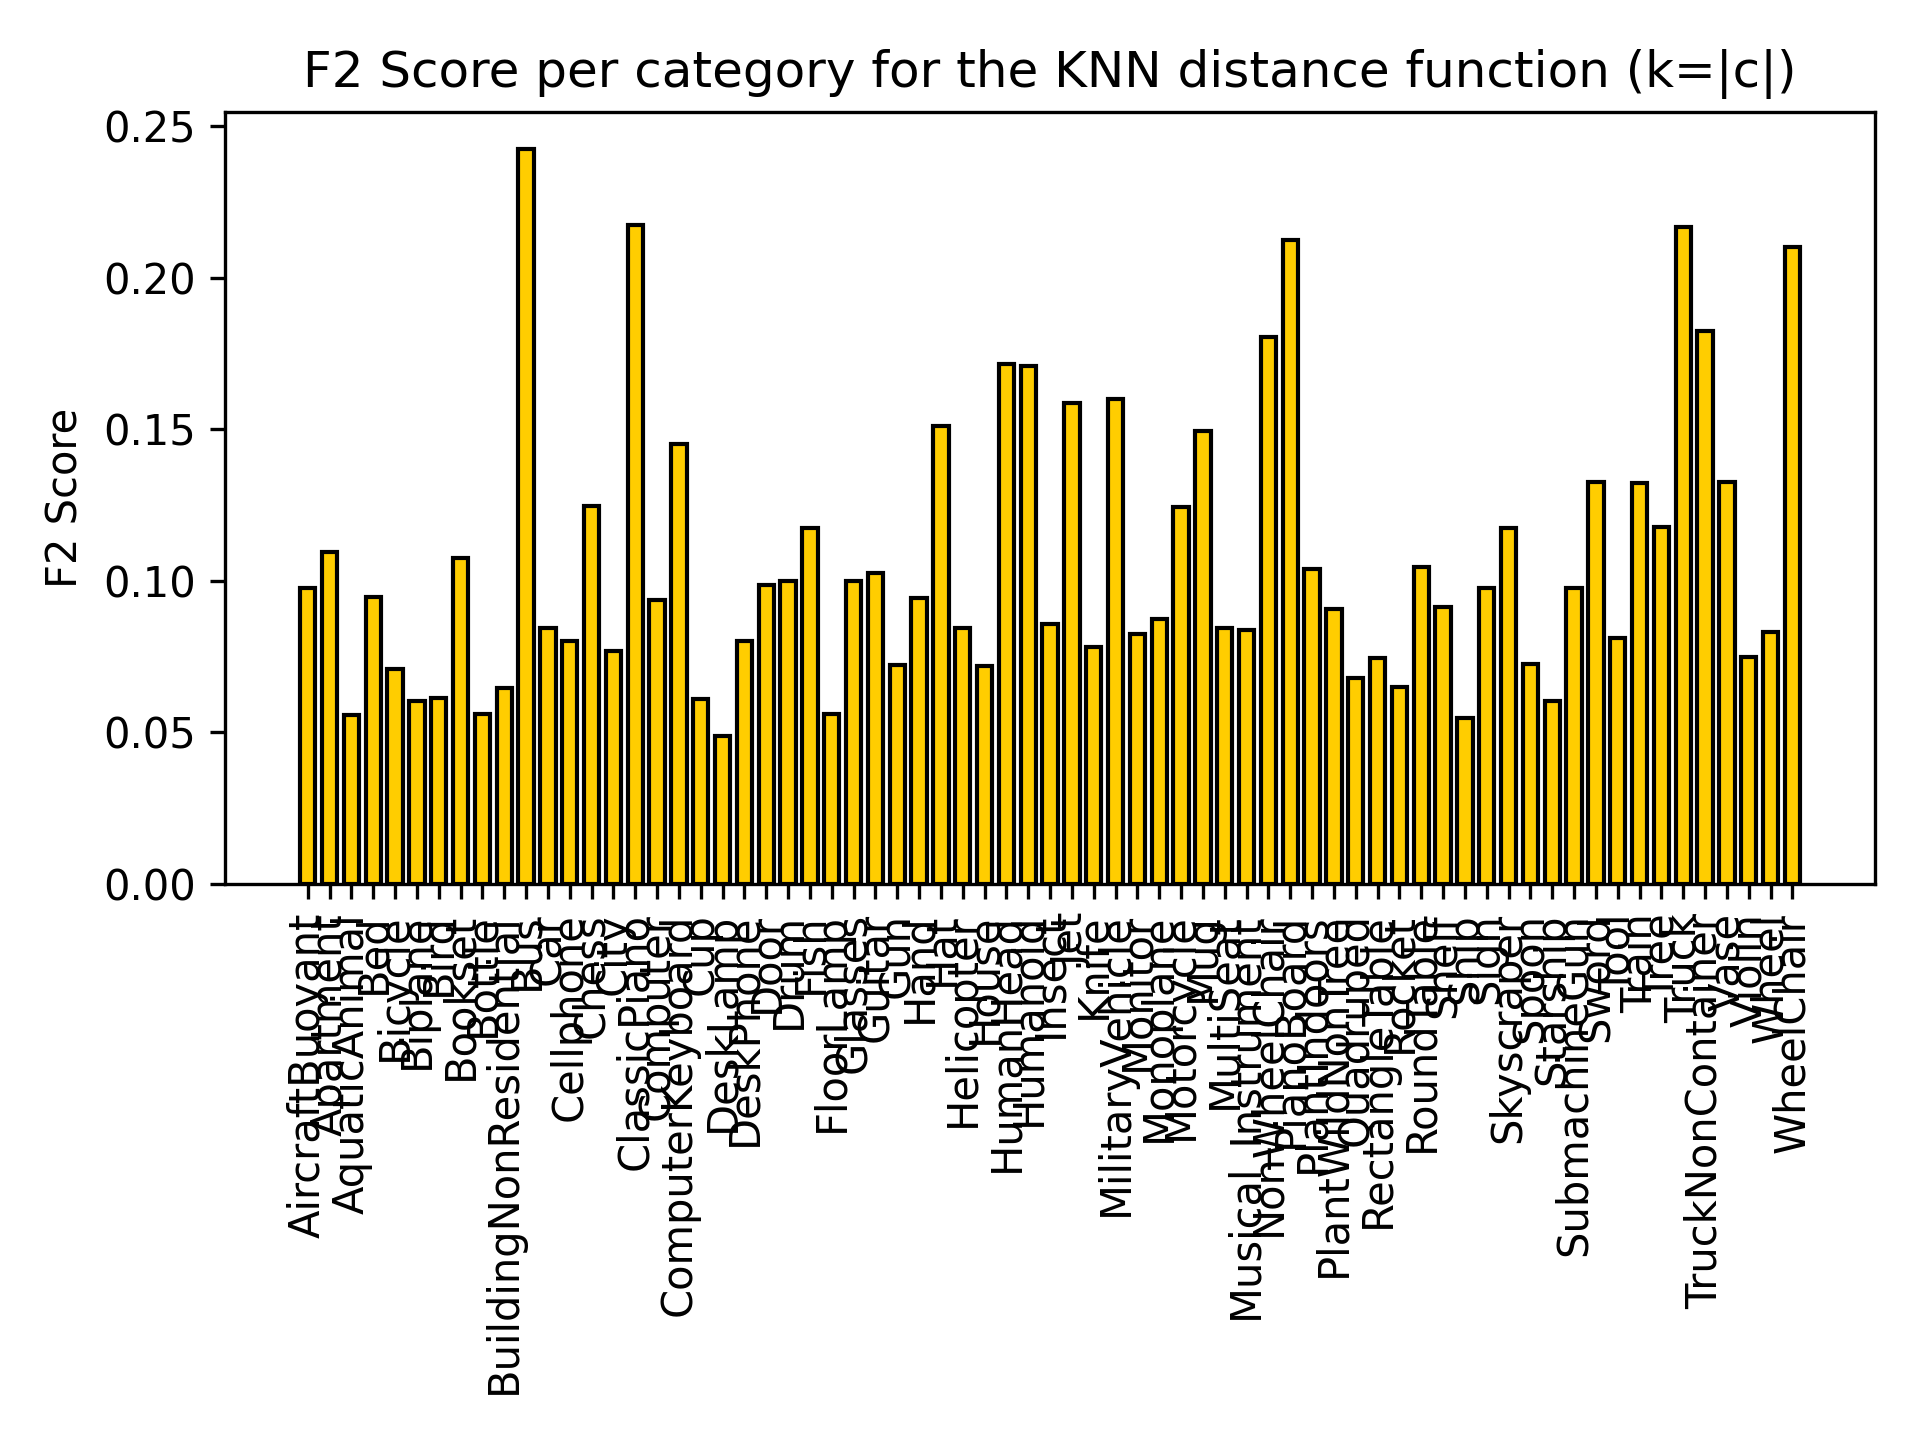 F2 Score per category for the KNN distance function (k=|c|)
F2 Score
0.25
0.20
0.15
0.10
0.05
0.00
AircraftBuoyant
Apartment
AquaticAnimal
Bed
Bicycle
Biplane
Bird
Bookset
Bottle
BuildingNonResidential
Bus
Car
Cellphone
Chess
City
ClassicPiano
Computer
ComputerKeyboard
Cup
DeskLamp
DeskPhone
Door
Drum
Fish
FloorLamp
Glasses
Guitar
Gun
Hand
Hat
Helicopter
House
HumanHead
Humanoid
Insect
Jet
Knife
MilitaryVehicle
Monitor
Monoplane
Motorcycle
Mug
MultiSeat
Musical_Instrument
NonWheelChair
PianoBoard
PlantIndoors
PlantWildNonTree
Quadruped
RectangleTable
Rocket
RoundTable
Shelf
Ship
Sign
Skyscraper
Spoon
Starship
SubmachineGun
Sword
Tool
Train
Tree
Truck
TruckNonContainer
Vase
Violin
Wheel
WheelChair